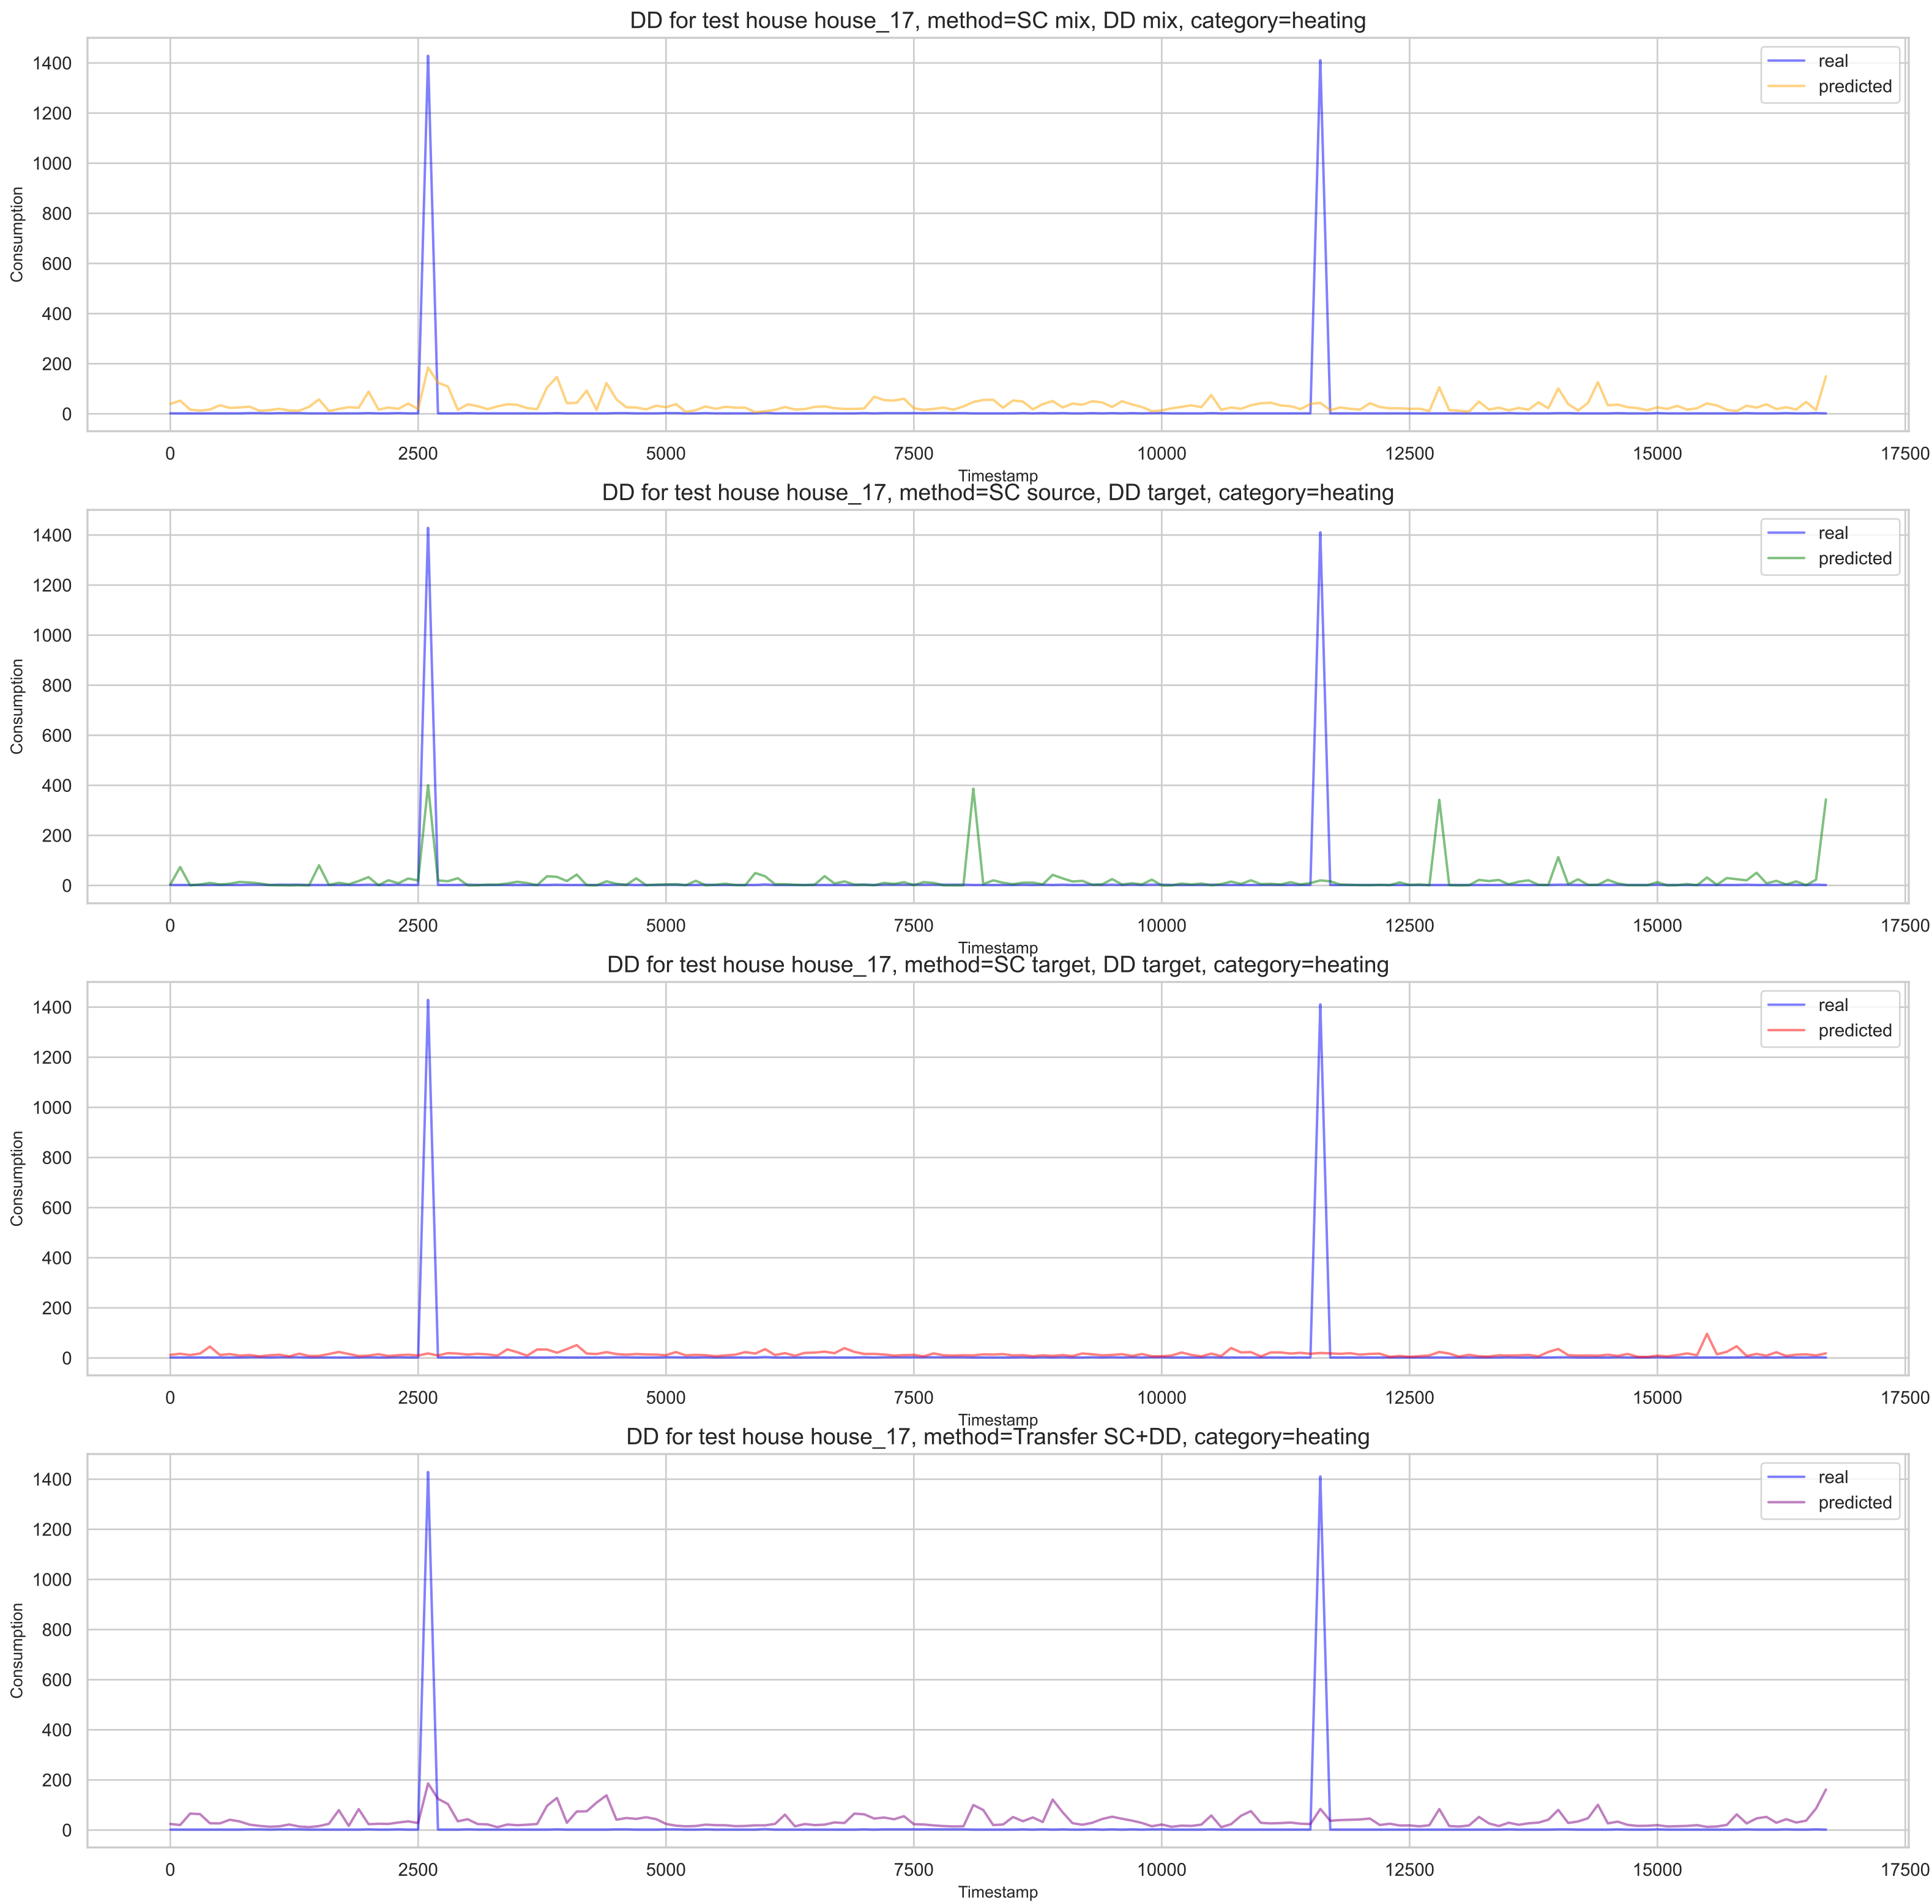 DD for test house house_17, method=SC mix, DD mix, category=heating
1400
1200
1000
800
600
400
200
0
Consumption
real
predicted
0 2500 5000 7500 10000 12500 15000 17500
Timestamp
DD for test house house_17, method=SC source, DD target, category=heating
1400
1200
1000
800
600
400
200
0
Consumption
real
predicted
0 2500 5000 7500 10000 12500 15000 17500
Timestamp
DD for test house house_17, method=SC target, DD target, category=heating
1400
1200
1000
800
600
400
200
0
Consumption
real
predicted
0 2500 5000 7500 10000 12500 15000 17500
Timestamp
DD for test house house_17, method=Transfer SC+DD, category=heating
1400
1200
1000
800
600
400
200
0
Consumption
real
predicted
0 2500 5000 7500 10000 12500 15000 17500
Timestamp